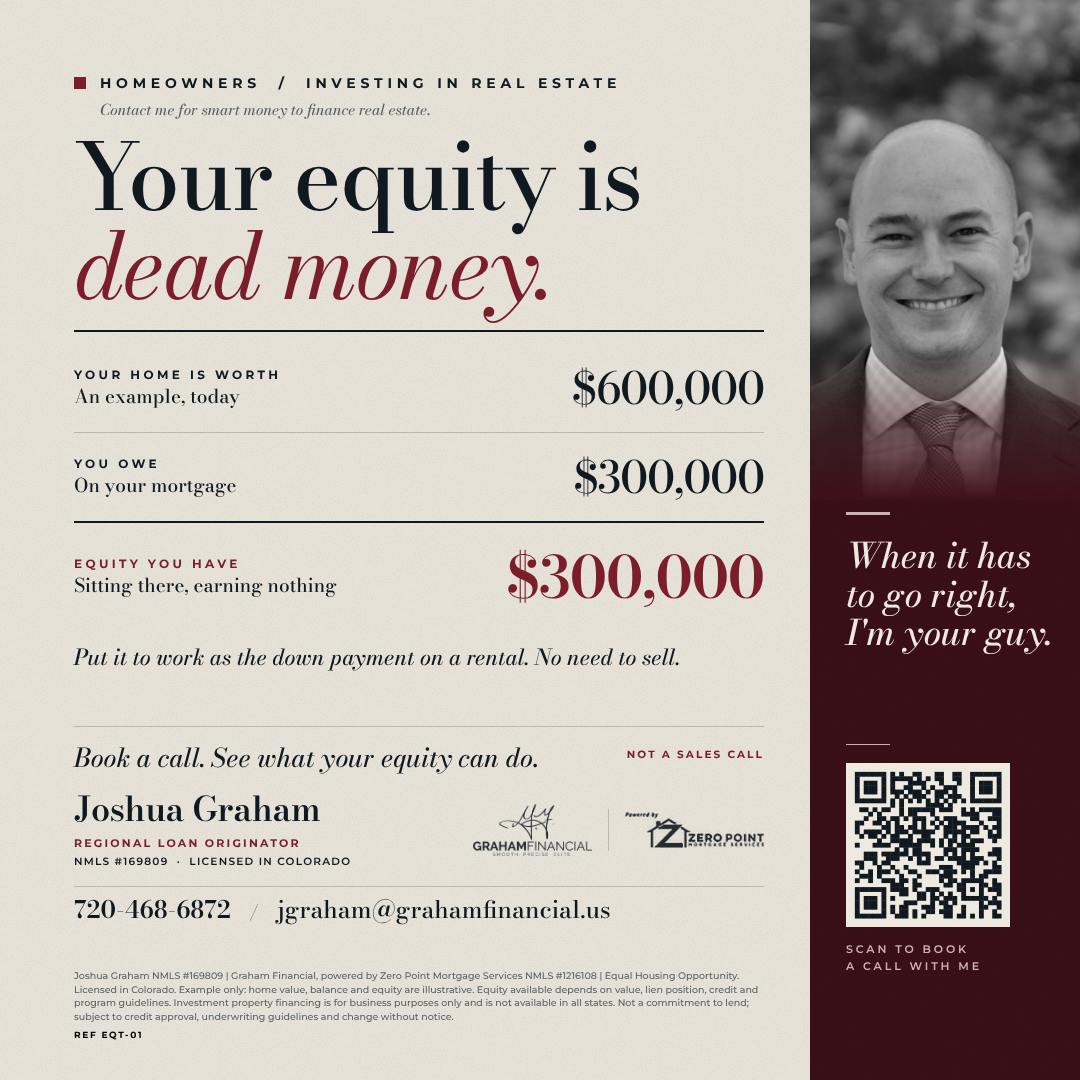 HOMEOWNERS / INVESTING IN REAL ESTATE
Contact me for smart money to finance real estate.
Your equity is
dead money.
YOUR HOME IS WORTH
An example, today
$600,000
YOU OWE
On your mortgage
$300,000
EQUITY YOU HAVE
Sitting there, earning nothing
$300,000
Put it to work as the down payment on a rental. No need to sell.
Book a call. See what your equity can do.
NOT A SALES CALL
Joshua Graham
REGIONAL LOAN ORIGINATOR
NMLS #169809 · LICENSED IN COLORADO
GRAHAMFINANCIAL
SMOOTH. PRECISE. ELITE.
Powered by
ZERO POINT
MORTGAGE SERVICES
720-468-6872 / jgraham@grahamfinancial.us
Joshua Graham NMLS #169809 | Graham Financial, powered by Zero Point Mortgage Services NMLS #1216108 | Equal Housing Opportunity.
Licensed in Colorado. Example only: home value, balance and equity are illustrative. Equity available depends on value, lien position, credit and
program guidelines. Investment property financing is for business purposes only and is not available in all states. Not a commitment to lend;
subject to credit approval, underwriting guidelines and change without notice.
REF EQT-01
When it has
to go right,
I'm your guy.
SCAN TO BOOK
A CALL WITH ME